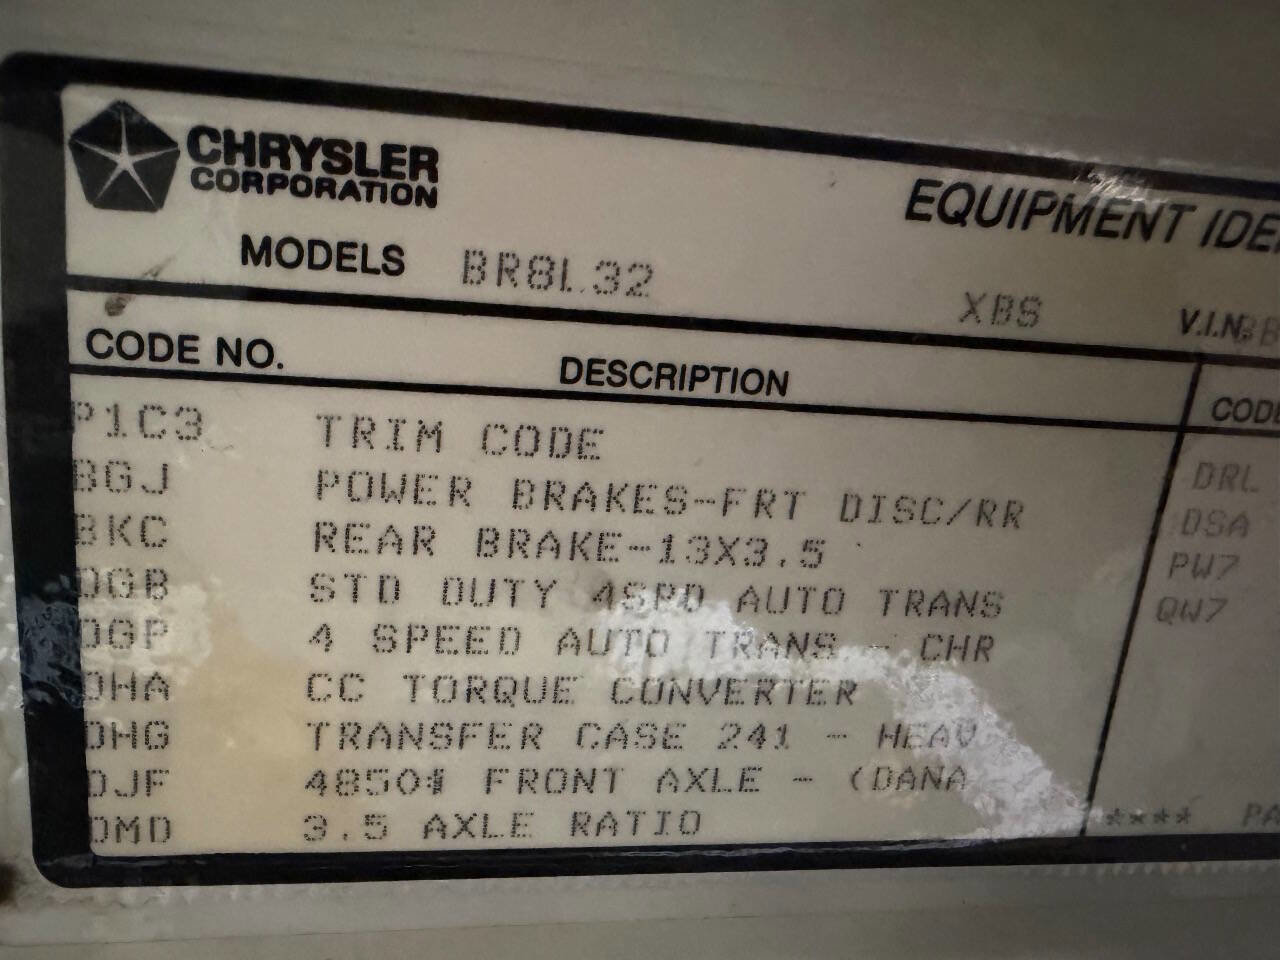 CHRYSLER
CORPORATION
EQUIPMENT IDE
MODELS BR8L32 XBS V.I.N.
CODE NO. DESCRIPTION COD
P1C3 TRIM CODE
BGJ POWER BRAKES-FRT DISC/RR DRL
BKC REAR BRAKE-13X3.5 DSA
DGB STD DUTY 4SPD AUTO TRANS PW7
DGP 4 SPEED AUTO TRANS - CHR QW7
DHA CC TORQUE CONVERTER
DHG TRANSFER CASE 241 - HEAV
DJF 4850# FRONT AXLE - (DANA
DMD 3.5 AXLE RATIO **** PA